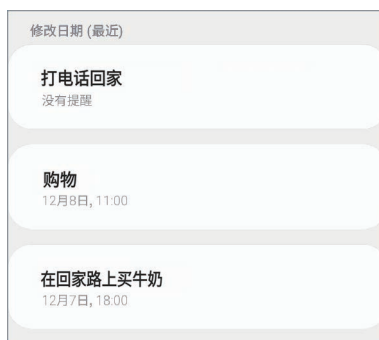 修改日期 (最近)
打电话回家
没有提醒
购物
12月8日, 11:00
在回家路上买牛奶
12月7日, 18:00